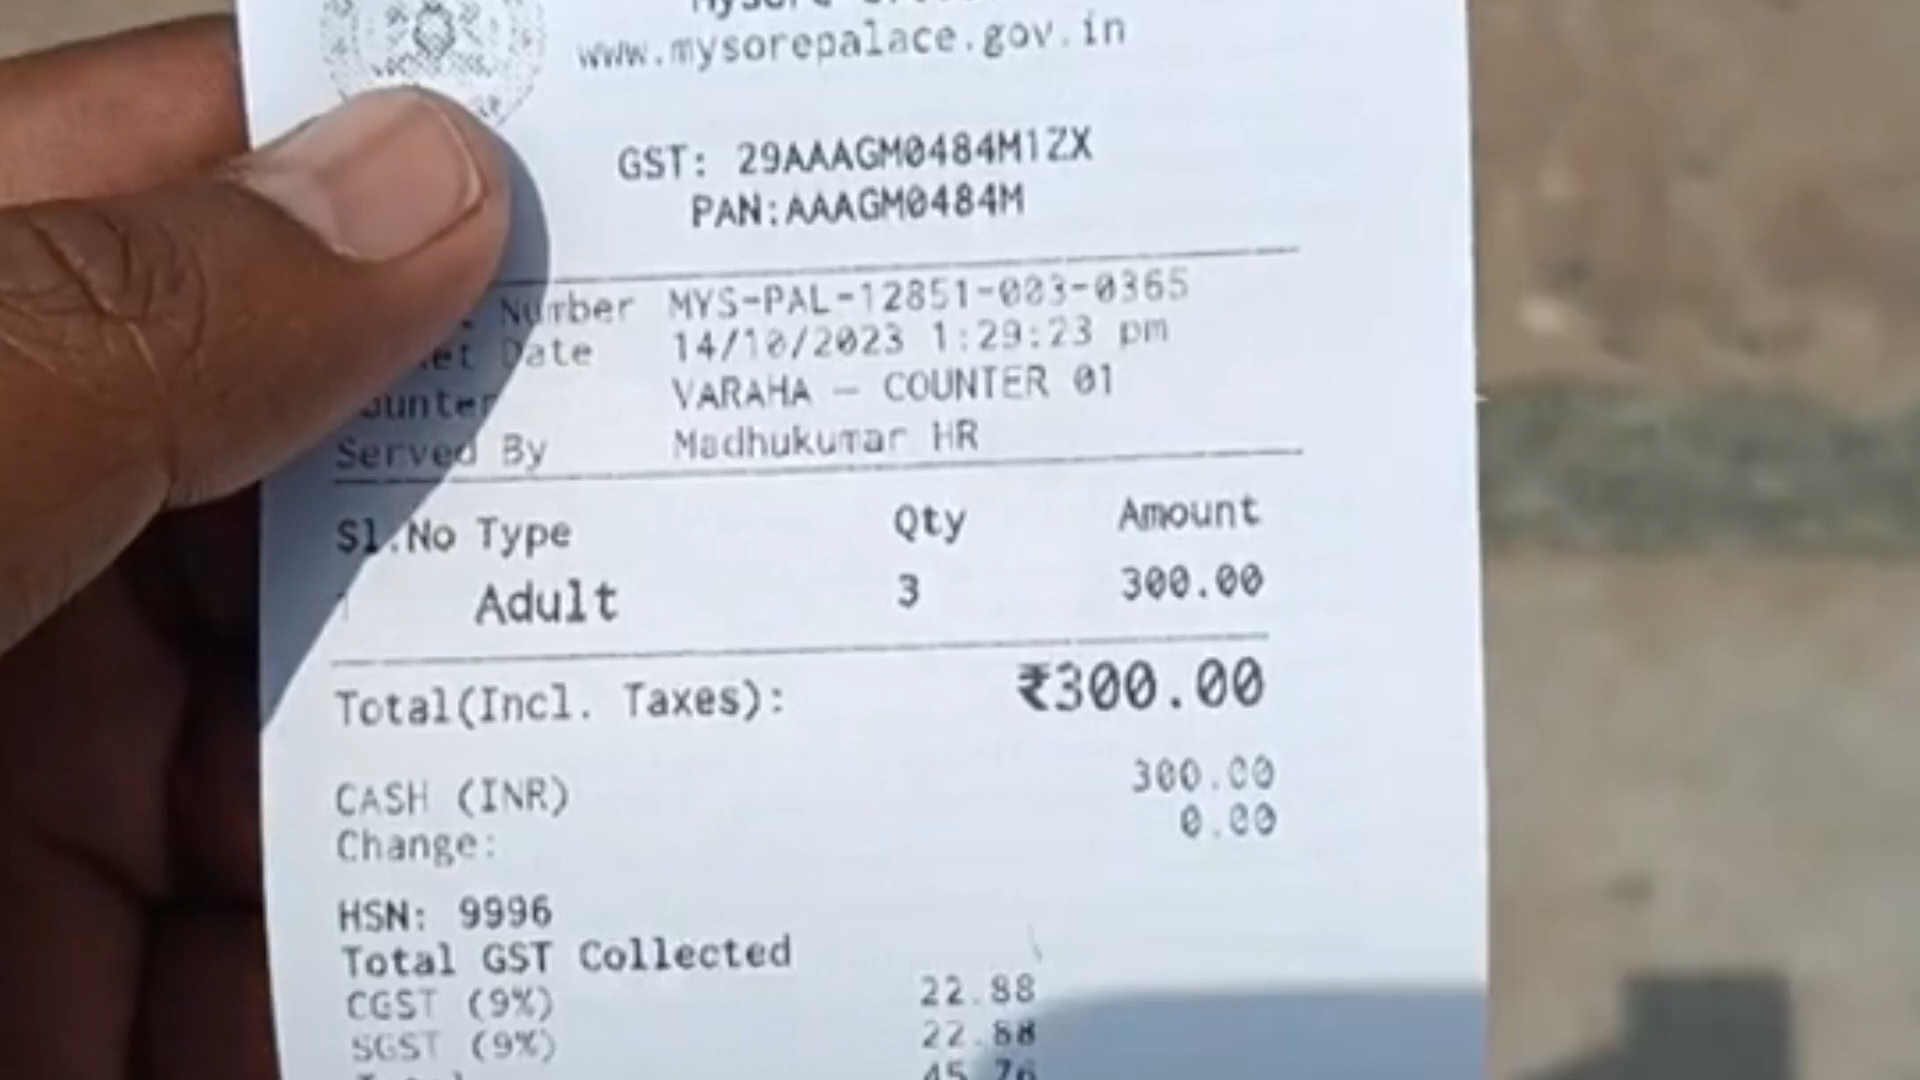 Mysore
www.mysorepalace.gov.in
GST: 29AAAGM0484M1ZX
PAN:AAAGM0484M
Number MYS-PAL-12851-003-0365
Date 14/10/2023 1:29:23 pm
ounter VARAHA - COUNTER 01
Served By Madhukumar HR
Sl.No Type Qty Amount
1 Adult 3 300.00
Total(Incl. Taxes): ₹300.00
CASH (INR) 300.00
Change: 0.00
HSN: 9996
Total GST Collected
CGST (9%) 22.88
SGST (9%) 22.88
45.76